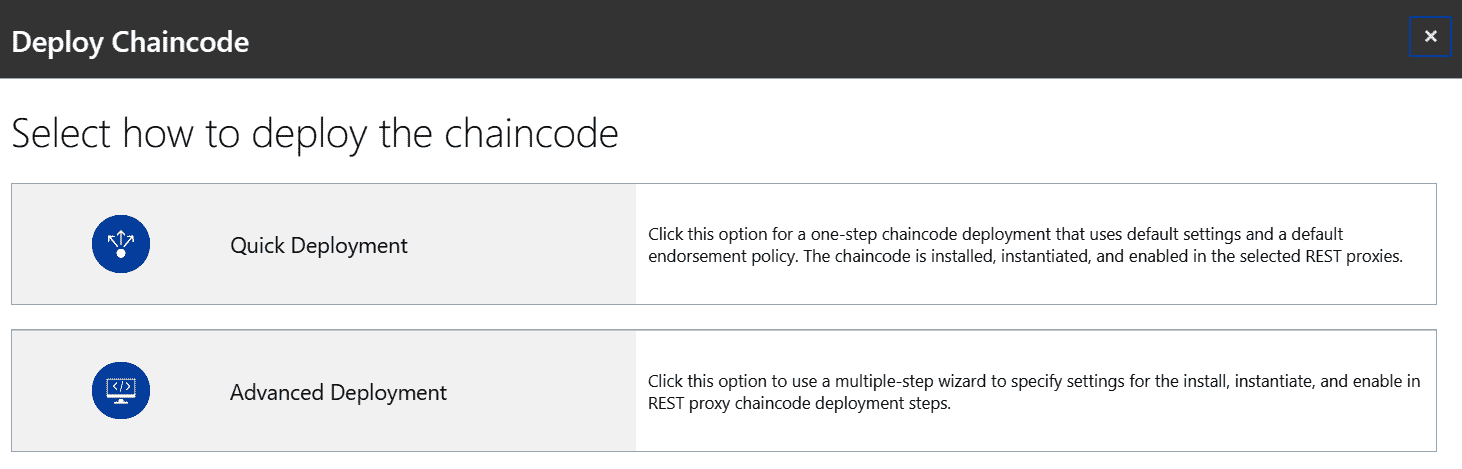 Deploy Chaincode
×
Select how to deploy the chaincode
Quick Deployment
Click this option for a one-step chaincode deployment that uses default settings and a default
endorsement policy. The chaincode is installed, instantiated, and enabled in the selected REST proxies.
Advanced Deployment
Click this option to use a multiple-step wizard to specify settings for the install, instantiate, and enable in
REST proxy chaincode deployment steps.